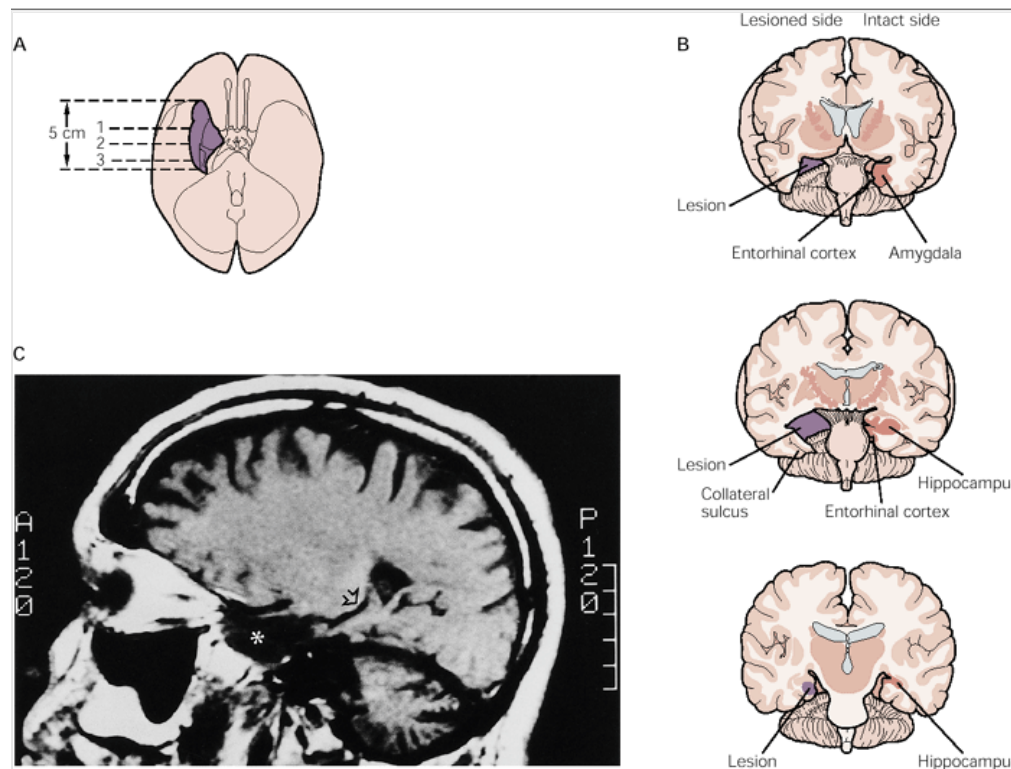 A
5 cm
1
2
3
B
Lesioned side Intact side
Lesion
Entorhinal cortex Amygdala
Lesion
Collateral
sulcus
Hippocampu
Entorhinal cortex
Lesion
Hippocampu
C
A
1
2
0
*
P
1
2
0